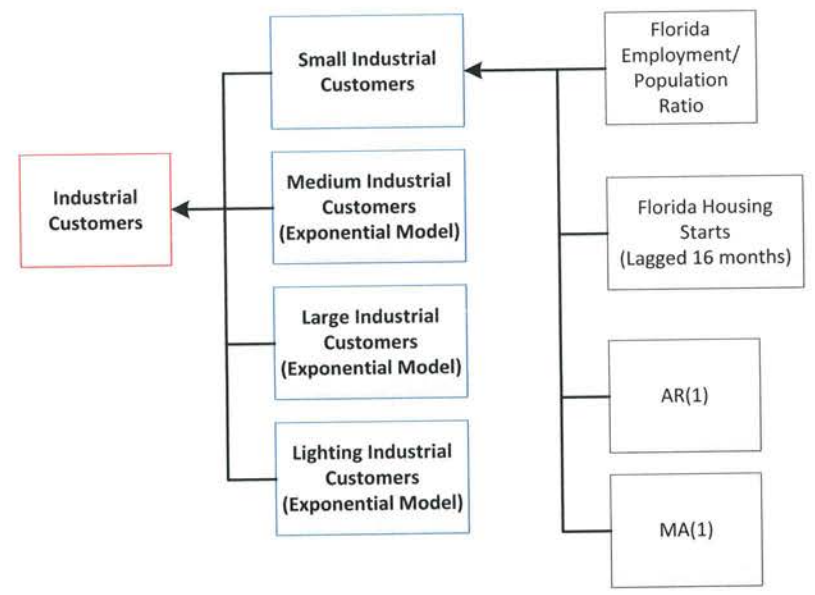 Industrial
Customers
Small Industrial
Customers
Medium Industrial
Customers
(Exponential Model)
Large Industrial
Customers
(Exponential Model)
Lighting Industrial
Customers
(Exponential Model)
Florida
Employment/
Population
Ratio
Florida Housing
Starts
(Lagged 16 months)
AR(1)
MA(1)